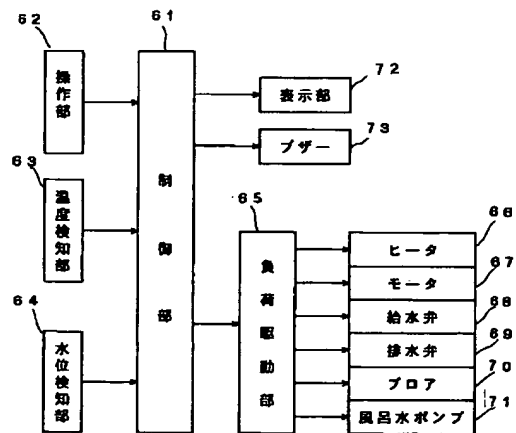 62
操作部
63
温度検知部
64
水位検知部
61
制御部
72
表示部
73
ブザー
65
負荷駆動部
66
ヒータ
67
モータ
68
給水弁
69
排水弁
70
ブロア
71
風呂水ポンプ